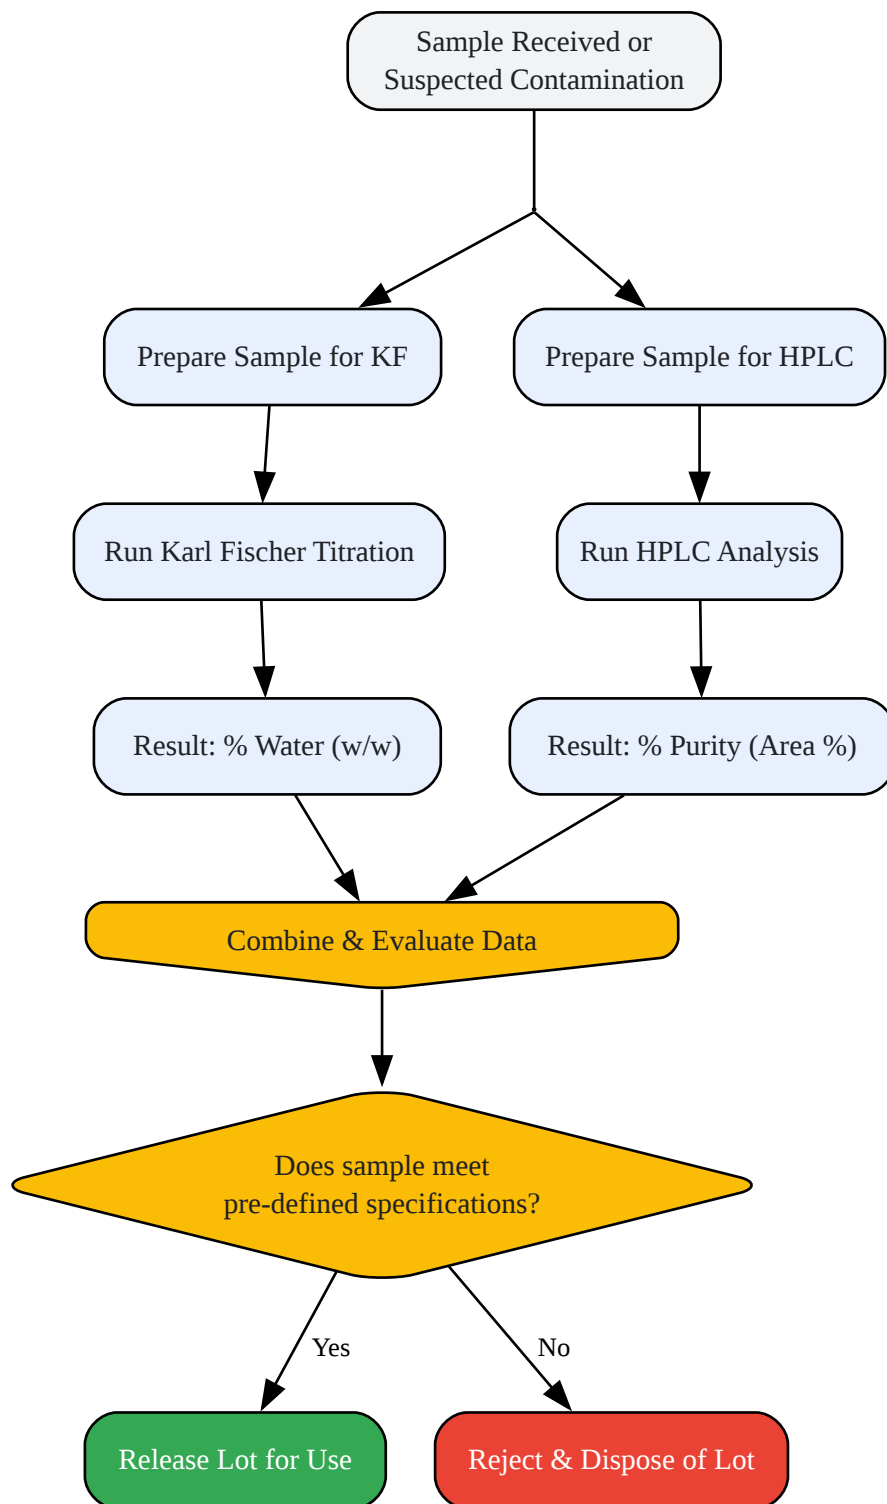 Sample Received or
Suspected Contamination
Prepare Sample for KF
Prepare Sample for HPLC
Run Karl Fischer Titration
Run HPLC Analysis
Result: % Water (w/w)
Result: % Purity (Area %)
Combine & Evaluate Data
Does sample meet
pre-defined specifications?
Yes
No
Release Lot for Use
Reject & Dispose of Lot